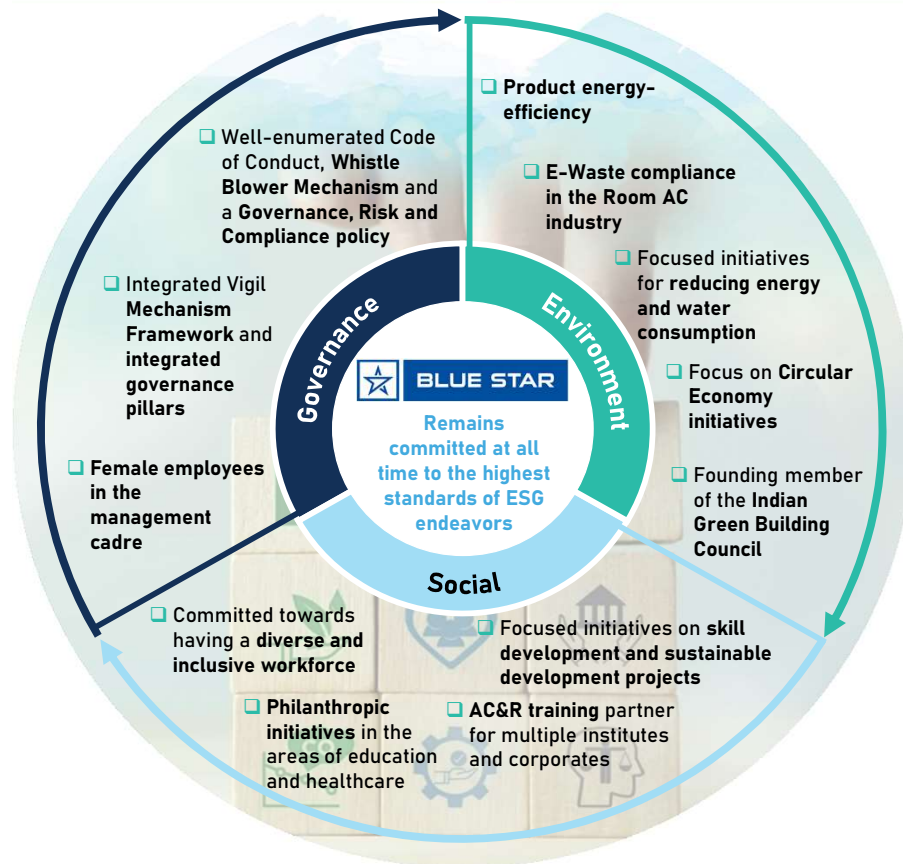 Product energy-
efficiency
E-Waste compliance
in the Room AC
industry
Focused initiatives
for reducing energy
and water
consumption
Focus on Circular
Economy
initiatives
Founding member
of the Indian
Green Building
Council
Well-enumerated Code
of Conduct, Whistle
Blower Mechanism and
a Governance, Risk and
Compliance policy
Integrated Vigil
Mechanism
Framework and
integrated
governance
pillars
Female employees
in the
management
cadre
Governance
Environment
Social
BLUE STAR
Remains
committed at all
time to the highest
standards of ESG
endeavors
Committed towards
having a diverse and
inclusive workforce
Philanthropic
initiatives in the
areas of education
and healthcare
Focused initiatives on skill
development and sustainable
development projects
AC&R training partner
for multiple institutes
and corporates